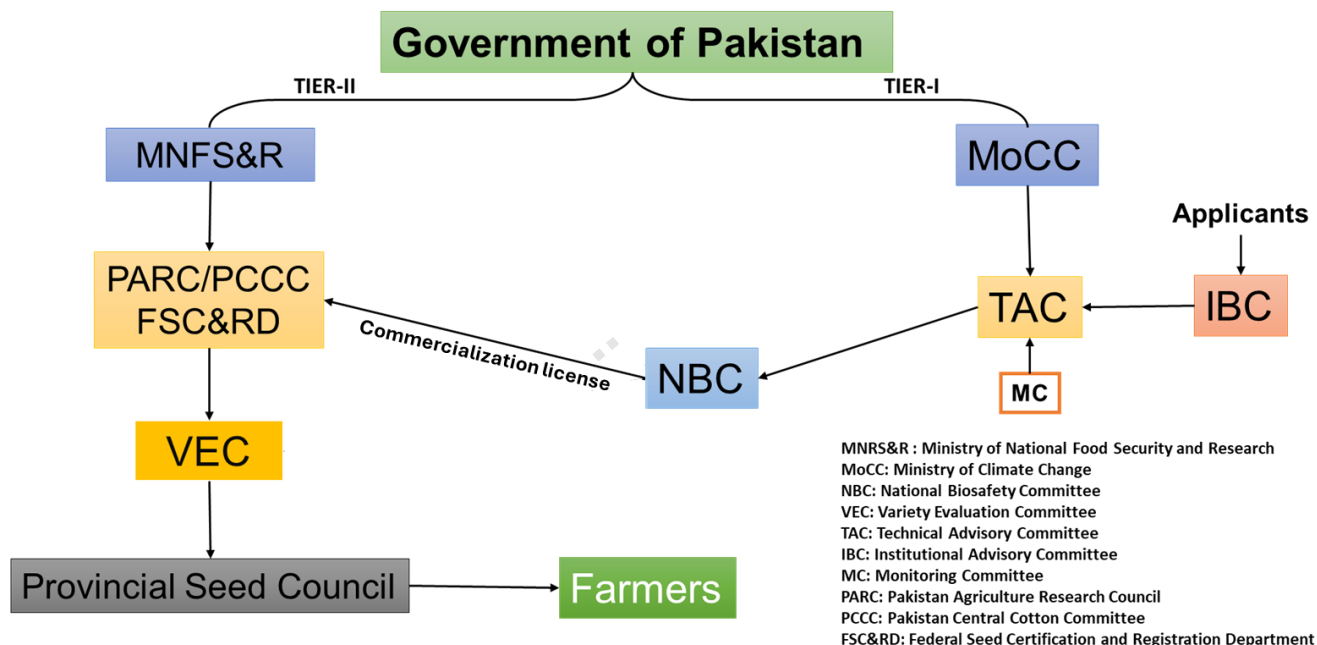 Government of Pakistan
TIER-II
TIER-I
MNFS&R
MoCC
Applicants
PARC/PCCC
FSC&RD
TAC
IBC
Commercialization license
NBC
MC
VEC
Provincial Seed Council
Farmers
MNRS&R : Ministry of National Food Security and Research
MoCC: Ministry of Climate Change
NBC: National Biosafety Committee
VEC: Variety Evaluation Committee
TAC: Technical Advisory Committee
IBC: Institutional Advisory Committee
MC: Monitoring Committee
PARC: Pakistan Agriculture Research Council
PCCC: Pakistan Central Cotton Committee
FSC&RD: Federal Seed Certification and Registration Department